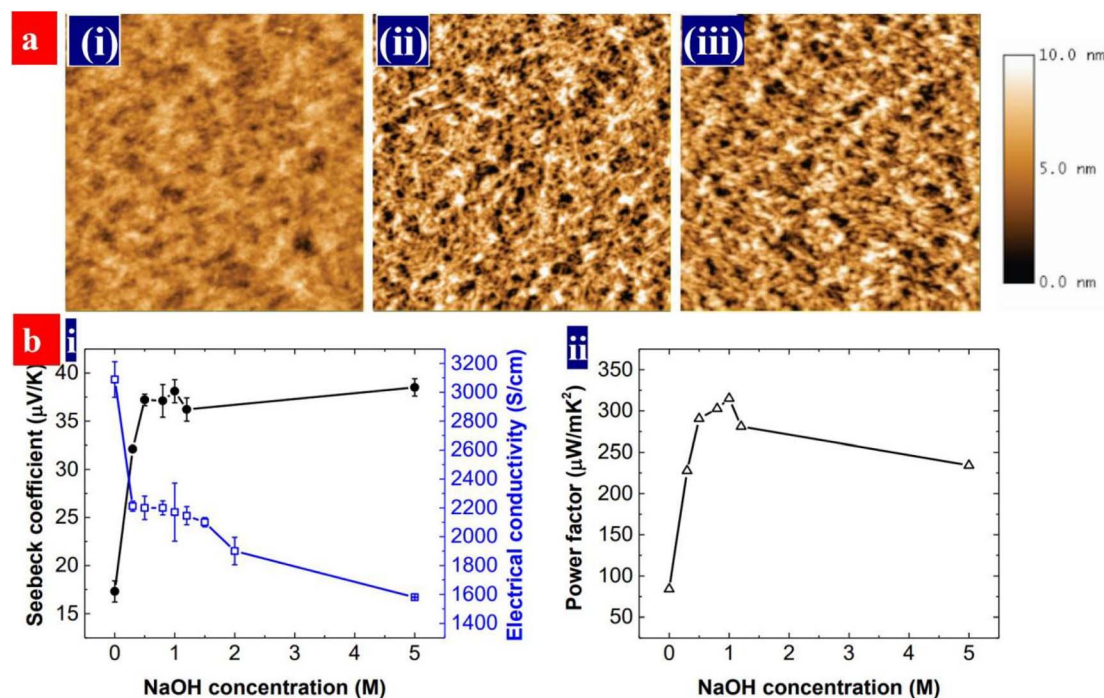 a
(i)
(ii)
(iii)
10.0 nm
5.0 nm
0.0 nm
b
i
ii
Seebeck coefficient (μV/K)
40
35
30
25
20
15
Electrical conductivity (S/cm)
3200
3000
2800
2600
2400
2200
2000
1800
1600
1400
0 1 2 3 4 5
NaOH concentration (M)
Power factor (μW/mK²)
350
300
250
200
150
100
50
0 1 2 3 4 5
NaOH concentration (M)